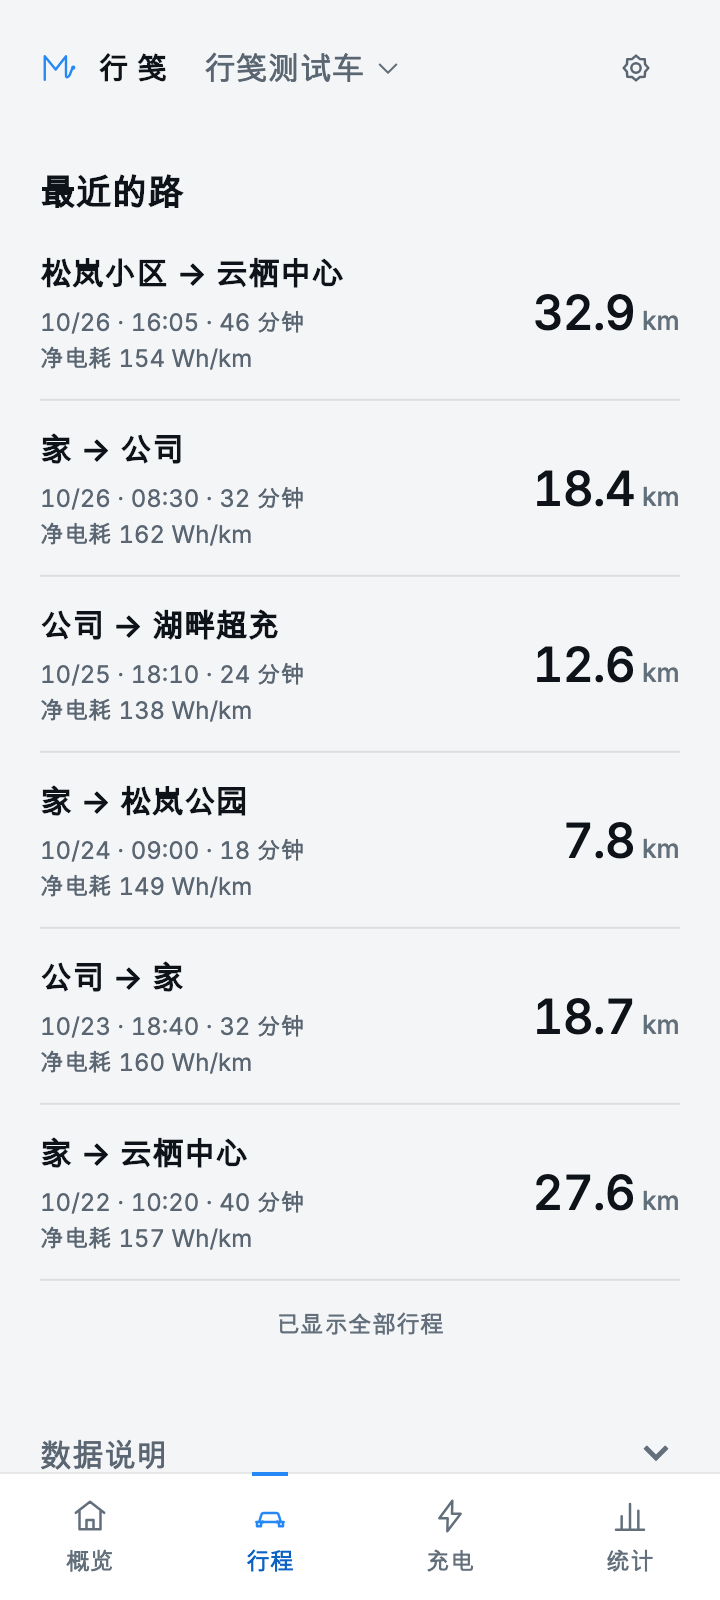 行笺 行笺测试车
最近的路
松岚小区 → 云栖中心
10/26 · 16:05 · 46 分钟
净电耗 154 Wh/km
32.9 km
家 → 公司
10/26 · 08:30 · 32 分钟
净电耗 162 Wh/km
18.4 km
公司 → 湖畔超充
10/25 · 18:10 · 24 分钟
净电耗 138 Wh/km
12.6 km
家 → 松岚公园
10/24 · 09:00 · 18 分钟
净电耗 149 Wh/km
7.8 km
公司 → 家
10/23 · 18:40 · 32 分钟
净电耗 160 Wh/km
18.7 km
家 → 云栖中心
10/22 · 10:20 · 40 分钟
净电耗 157 Wh/km
27.6 km
已显示全部行程
数据说明
概览 行程 充电 统计